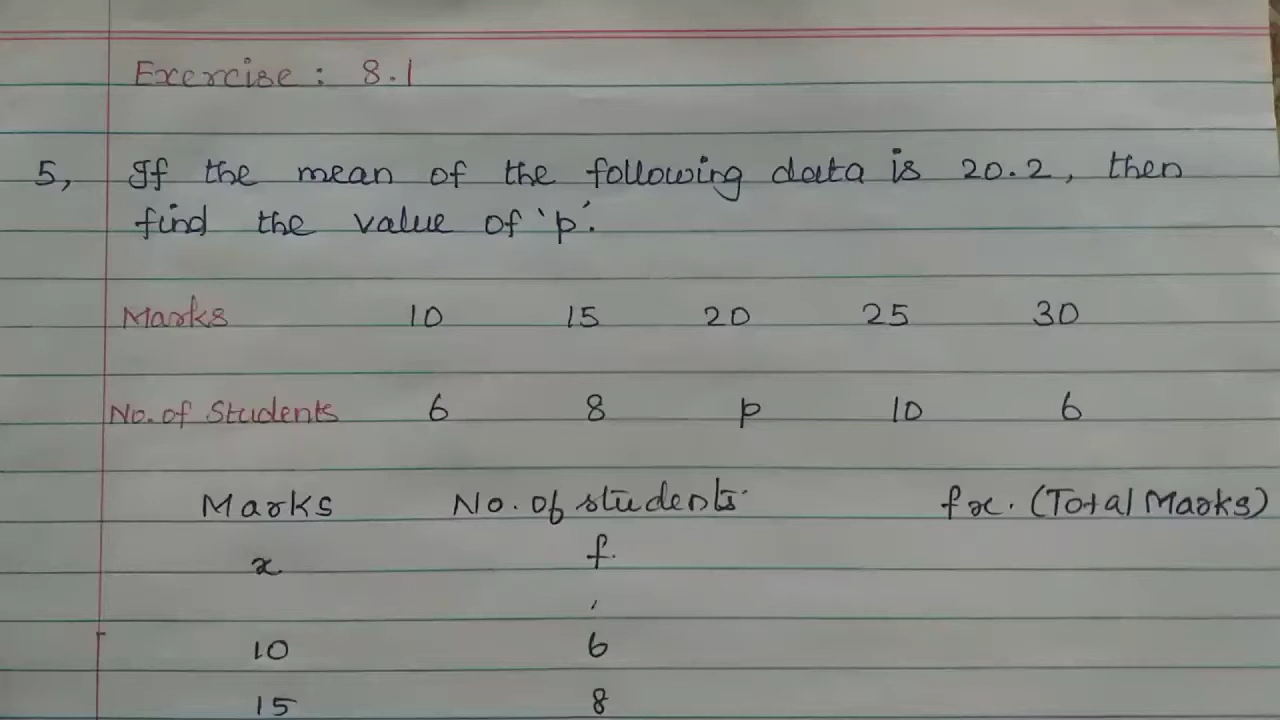 Exercise : 8.1
5, If the mean of the following data is 20.2, then
find the value of 'p'.
Marks 10 15 20 25 30
No. of Students 6 8 p 10 6
Marks No. of students fx. (Total Marks)
x f.
10 6
15 8